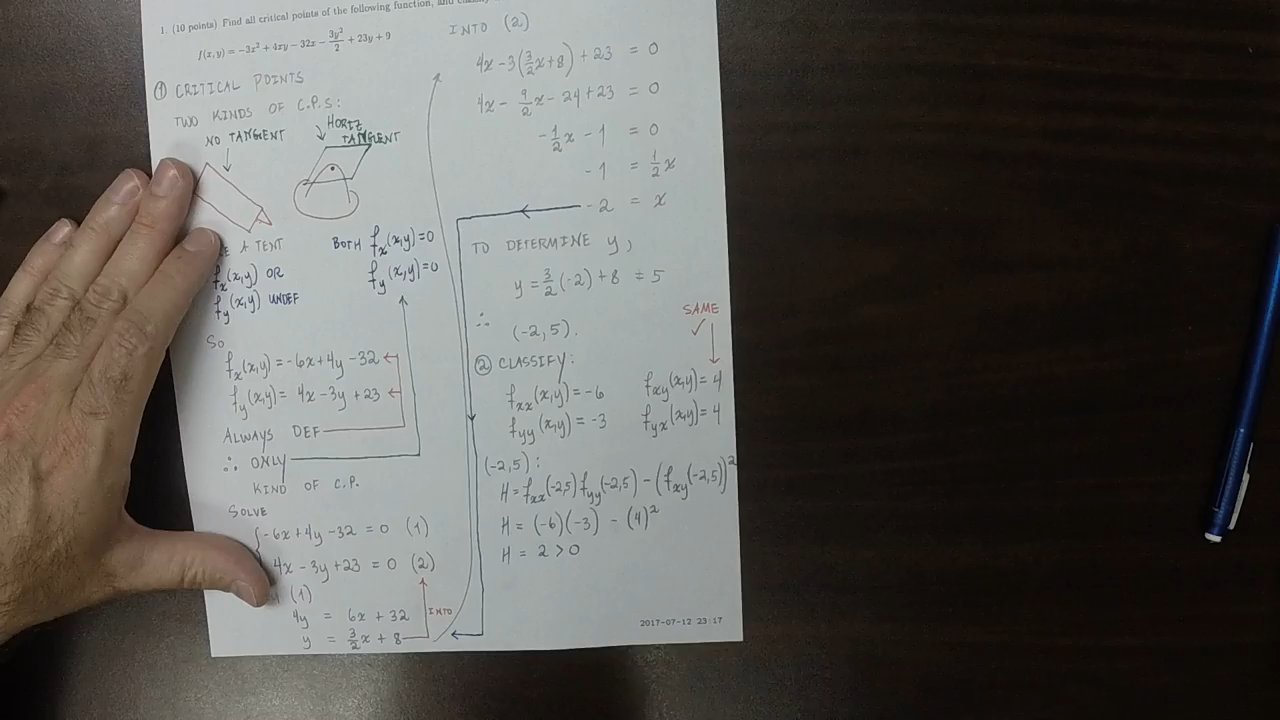 1. (10 points) Find all critical points of the following function, and
f(x, y) = −3x² + 4xy − 32x − 3y²/2 + 23y + 9
① CRITICAL POINTS
TWO KINDS OF C.P.S:
NO TANGENT
HORIZ
TANGENT
A TENT
f_x(x,y) OR
f_y(x,y) UNDEF
BOTH f_x(x,y)=0
f_y(x,y)=0
SO
f_x(x,y) = -6x+4y-32
f_y(x,y) = 4x-3y+23
ALWAYS DEF
∴ ONLY
KIND OF C.P.
SOLVE
-6x+4y-32 = 0 (1)
4x-3y+23 = 0 (2)
(1)
4y = 6x+32
y = 3/2 x + 8
INTO
INTO (2)
4x-3(3/2 x+8)+23 = 0
4x - 9/2 x - 24+23 = 0
-1/2 x - 1 = 0
-1 = 1/2 x
-2 = x
TO DETERMINE y,
y = 3/2 (-2) + 8 = 5
∴ (-2,5).
SAME
✓
② CLASSIFY:
f_xx(x,y) = -6 f_xy(x,y) = 4
f_yy(x,y) = -3 f_yx(x,y) = 4
(-2,5):
H = f_xx(-2,5) f_yy(-2,5) - (f_xy(-2,5))²
H = (-6)(-3) - (4)²
H = 2 > 0
2017-07-12 23:17